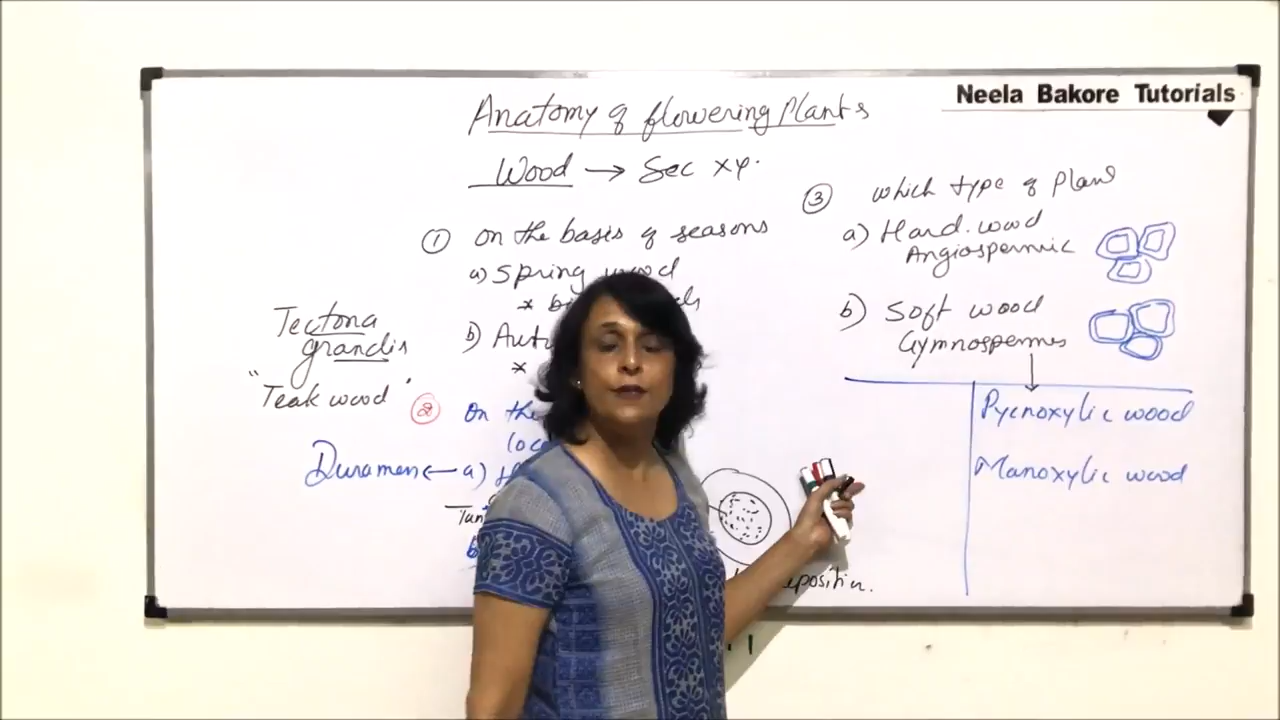 Neela Bakore Tutorials
Anatomy of flowering Plants
Wood → Sec xy.
① On the basis of seasons
a) Spring wood
b)
Tectona
grandis
"Teak wood"
② On the
Duramen ← a)
③ which type of Plant
a) Hard. wood
Angiospermic
b) Soft wood
Gymnospermes
Pycnoxylic wood
Manoxylic wood